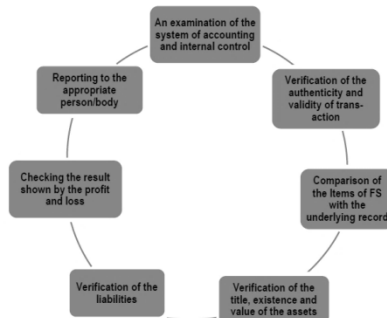 An examination of the
system of accounting
and internal control
Verification of the
authenticity and
validity of trans-
action
Comparison of
the Items of FS
with the
underlying record
Verification of the
title, existence and
value of the assets
Verification of the
liabilities
Checking the result
shown by the profit
and loss
Reporting to the
appropriate
person/body